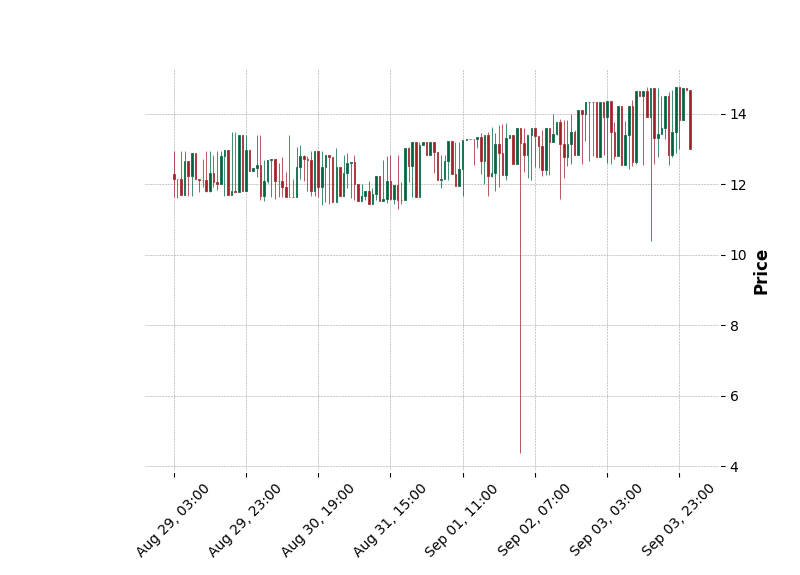 14
12
10
8
6
4
Price
Aug 29, 03:00
Aug 29, 23:00
Aug 30, 19:00
Aug 31, 15:00
Sep 01, 11:00
Sep 02, 07:00
Sep 03, 03:00
Sep 03, 23:00